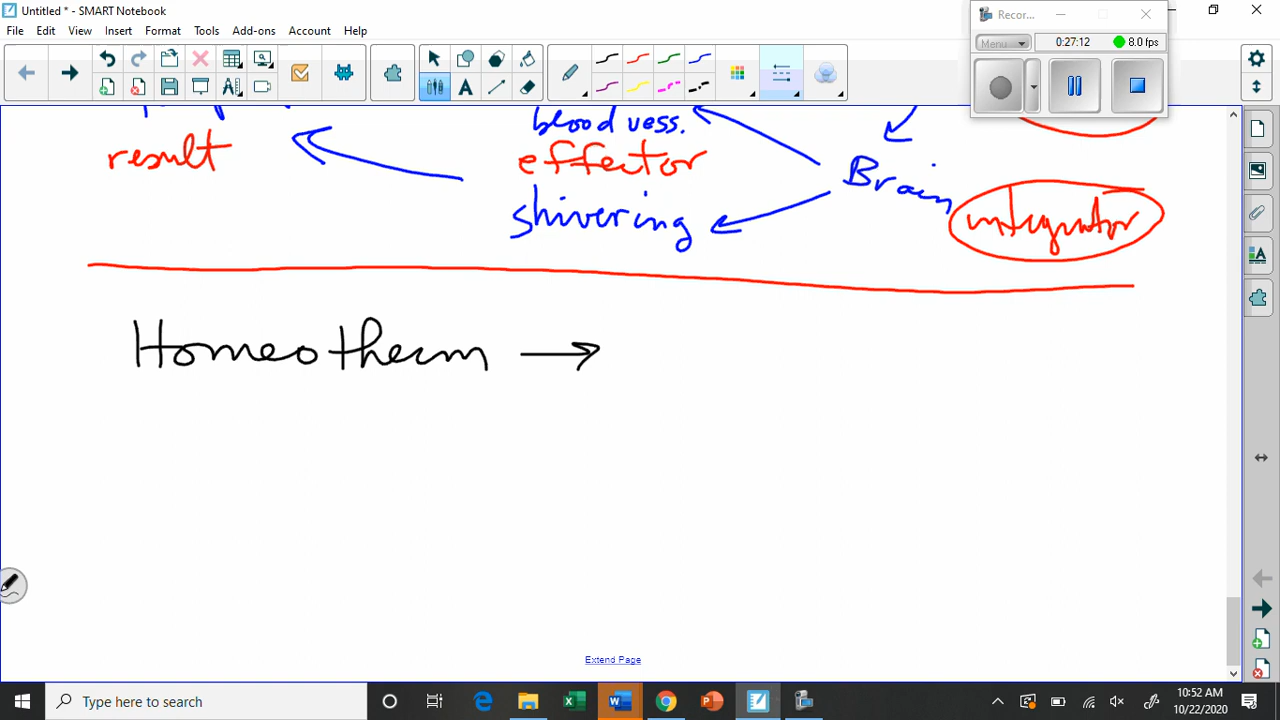 Untitled * - SMART Notebook
File Edit View Insert Format Tools Add-ons Account Help
Recor...
Menu
0:27:12
8.0 fps
blood vess.
result
effector
Brain
shivering
integrator
Homeotherm →
Extend Page
Type here to search
10:52 AM
10/22/2020